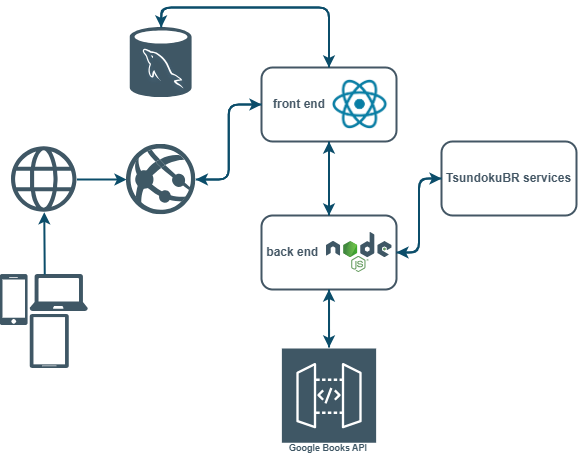 front end
TsundokuBR services
back end
node
JS
Google Books API